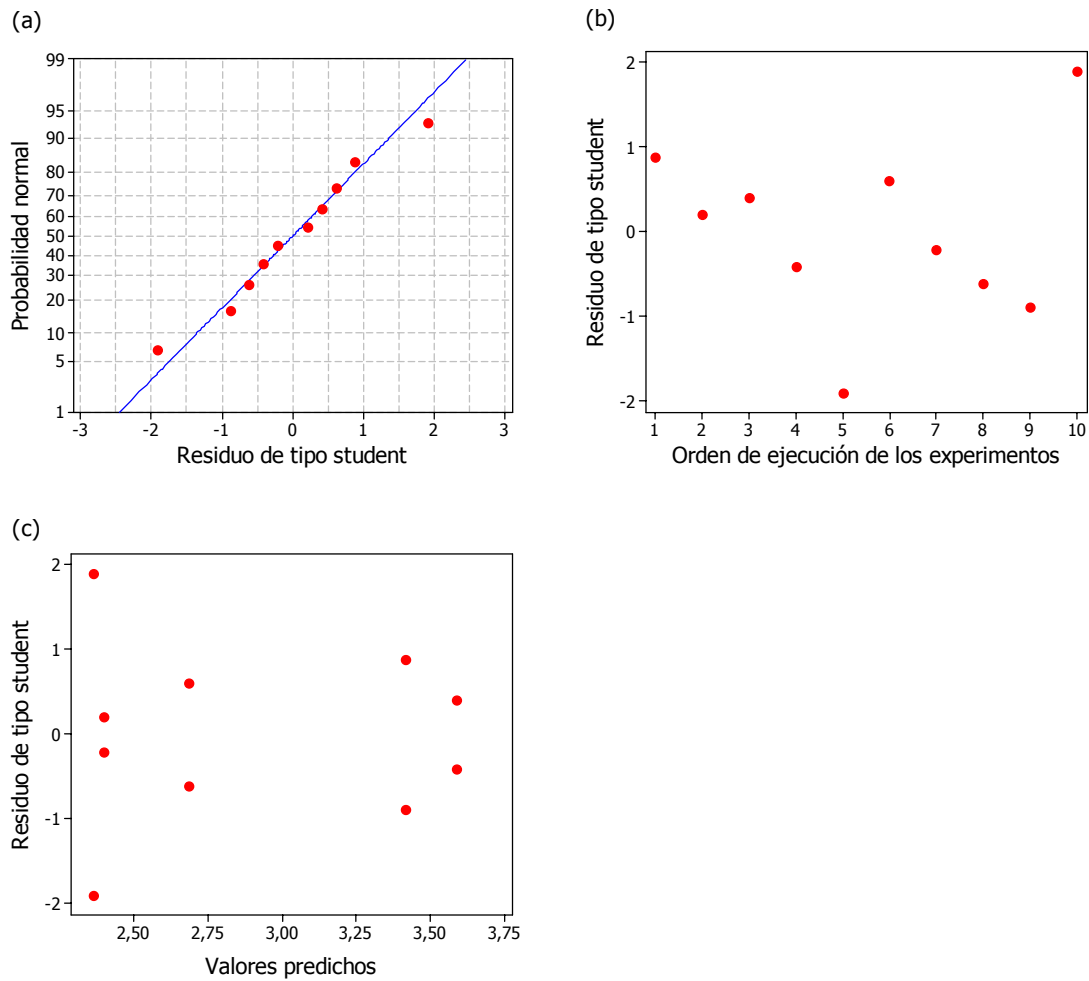 (a)
99
95
90
80
70
60
50
40
30
20
10
5
1
Probabilidad normal
-3 -2 -1 0 1 2 3
Residuo de tipo student
(b)
2
1
0
-1
-2
Residuo de tipo student
1 2 3 4 5 6 7 8 9 10
Orden de ejecución de los experimentos
(c)
2
1
0
-1
-2
Residuo de tipo student
2,50 2,75 3,00 3,25 3,50 3,75
Valores predichos